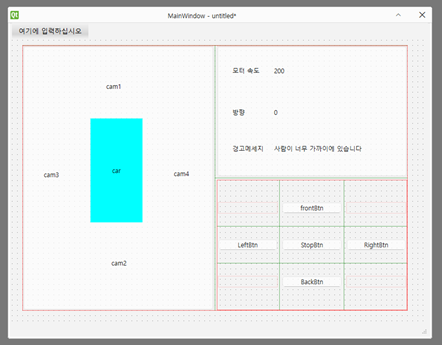 Qt
MainWindow - untitled*
여기에 입력하십시오
cam1
cam3
car
cam4
cam2
모터 속도 200
방향 0
경고메세지 사람이 너무 가까이에 있습니다
frontBtn
LeftBtn StopBtn RightBtn
BackBtn